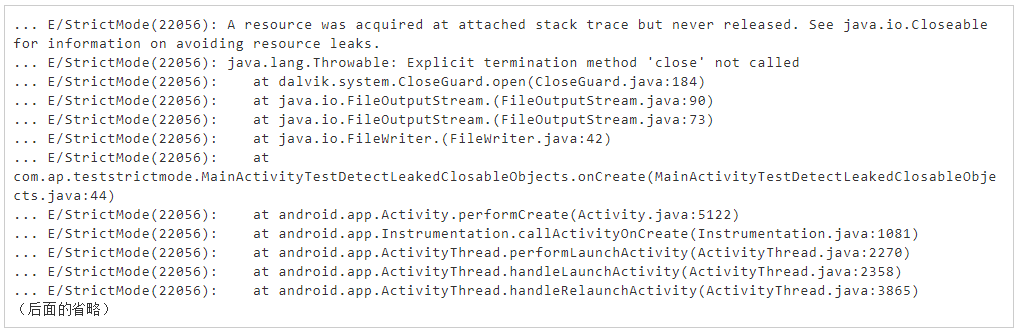 ... E/StrictMode(22056): A resource was acquired at attached stack trace but never released. See java.io.Closeable
for information on avoiding resource leaks.
... E/StrictMode(22056): java.lang.Throwable: Explicit termination method 'close' not called
... E/StrictMode(22056):    at dalvik.system.CloseGuard.open(CloseGuard.java:184)
... E/StrictMode(22056):    at java.io.FileOutputStream.(FileOutputStream.java:90)
... E/StrictMode(22056):    at java.io.FileOutputStream.(FileOutputStream.java:73)
... E/StrictMode(22056):    at java.io.FileWriter.(FileWriter.java:42)
... E/StrictMode(22056):    at
com.ap.teststrictmode.MainActivityTestDetectLeakedClosableObjects.onCreate(MainActivityTestDetectLeakedClosableObje
cts.java:44)
... E/StrictMode(22056):    at android.app.Activity.performCreate(Activity.java:5122)
... E/StrictMode(22056):    at android.app.Instrumentation.callActivityOnCreate(Instrumentation.java:1081)
... E/StrictMode(22056):    at android.app.ActivityThread.performLaunchActivity(ActivityThread.java:2270)
... E/StrictMode(22056):    at android.app.ActivityThread.handleLaunchActivity(ActivityThread.java:2358)
... E/StrictMode(22056):    at android.app.ActivityThread.handleRelaunchActivity(ActivityThread.java:3865)
（后面的省略）